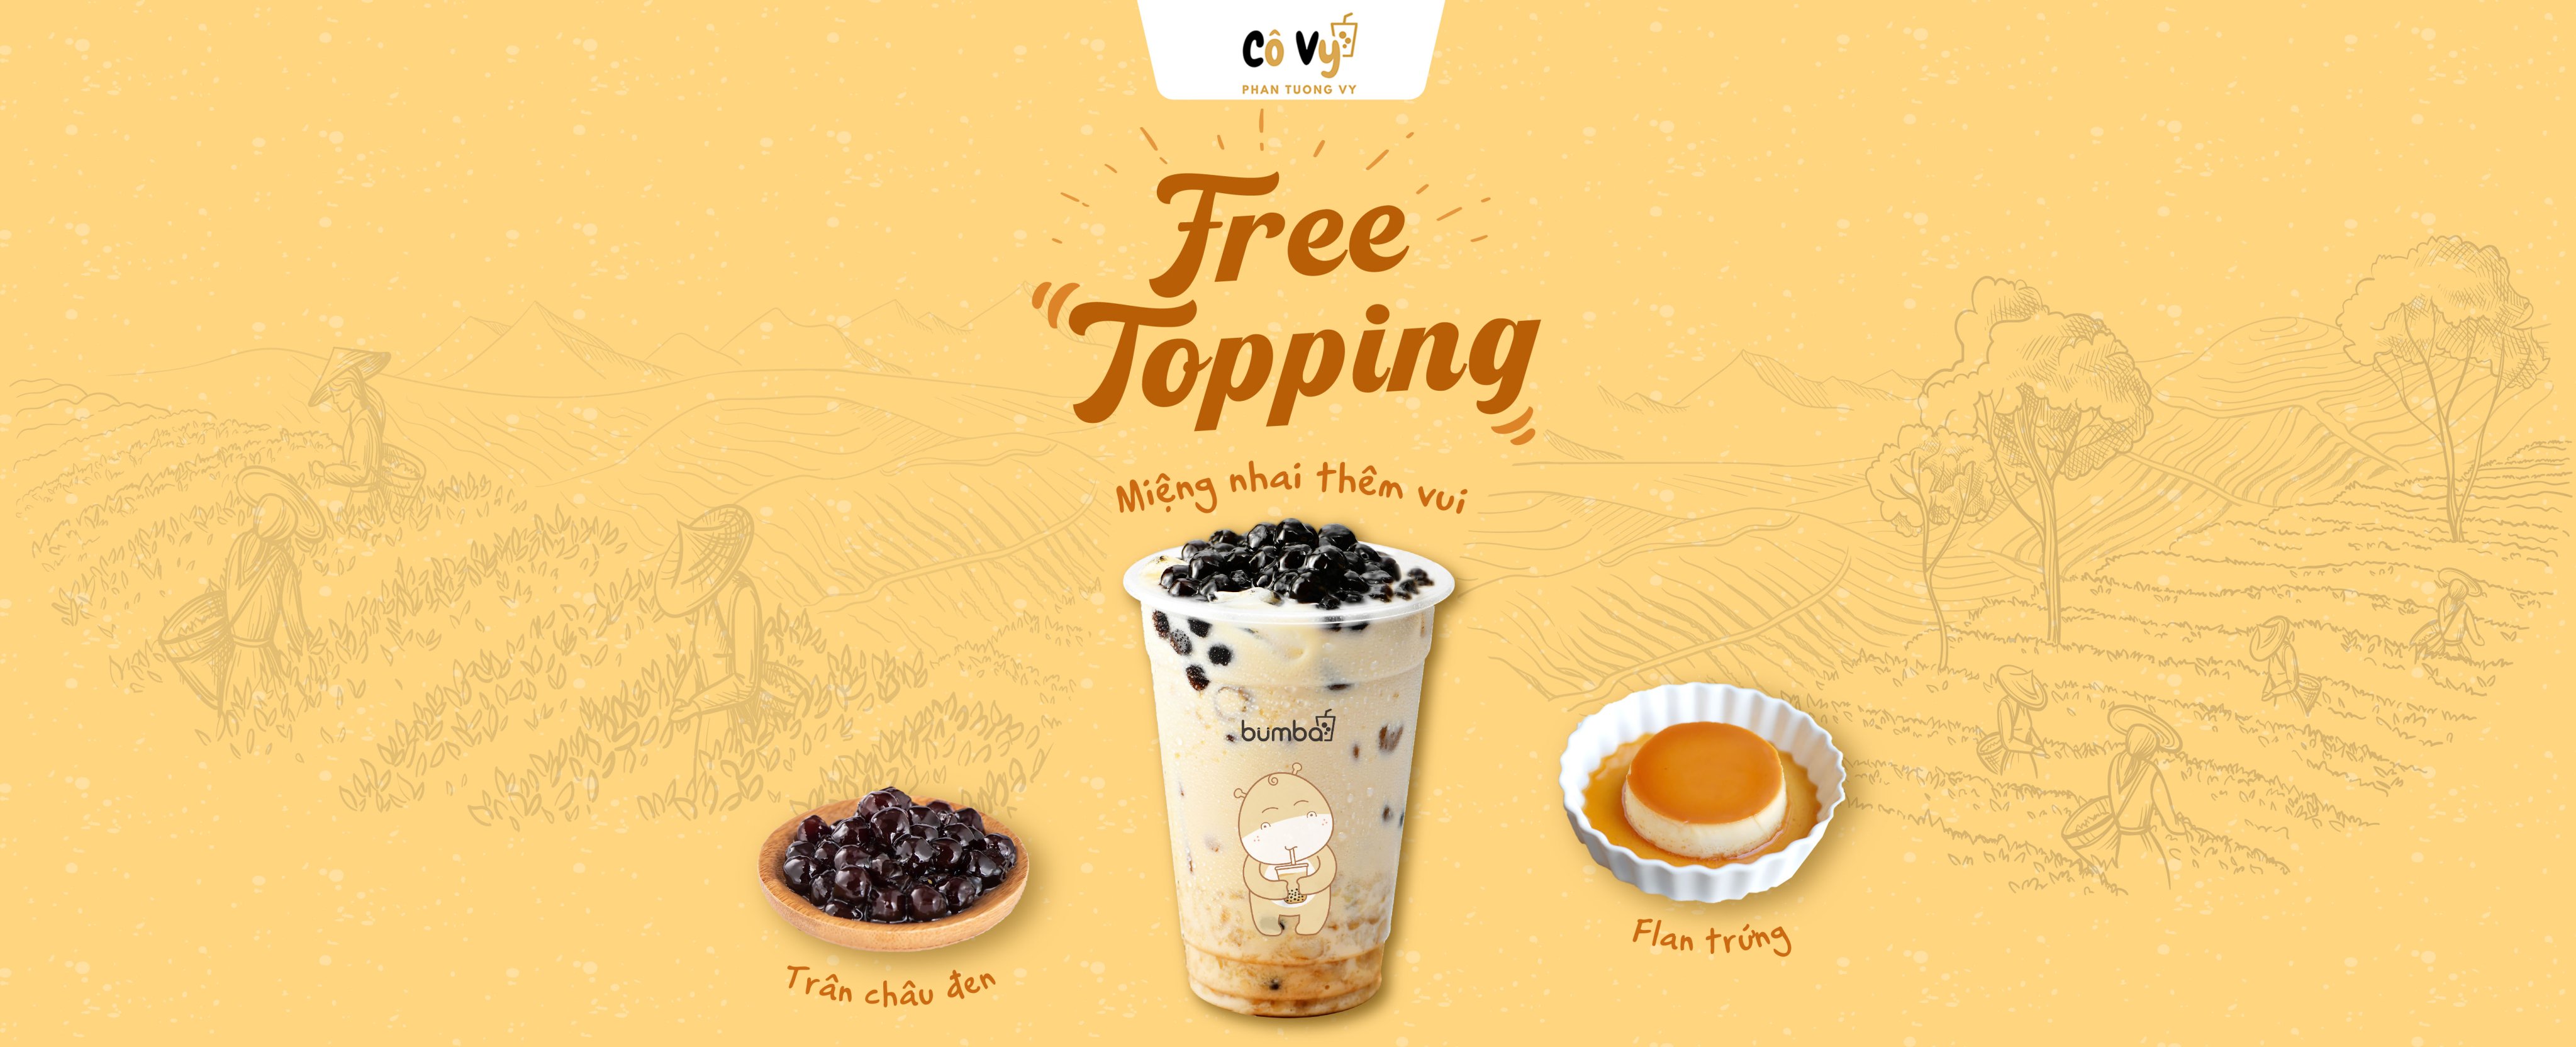 Cô Vy
PHAN TUONG VY
Free
Topping
Miệng nhai thêm vui
bumba
Trân châu đen
Flan trứng